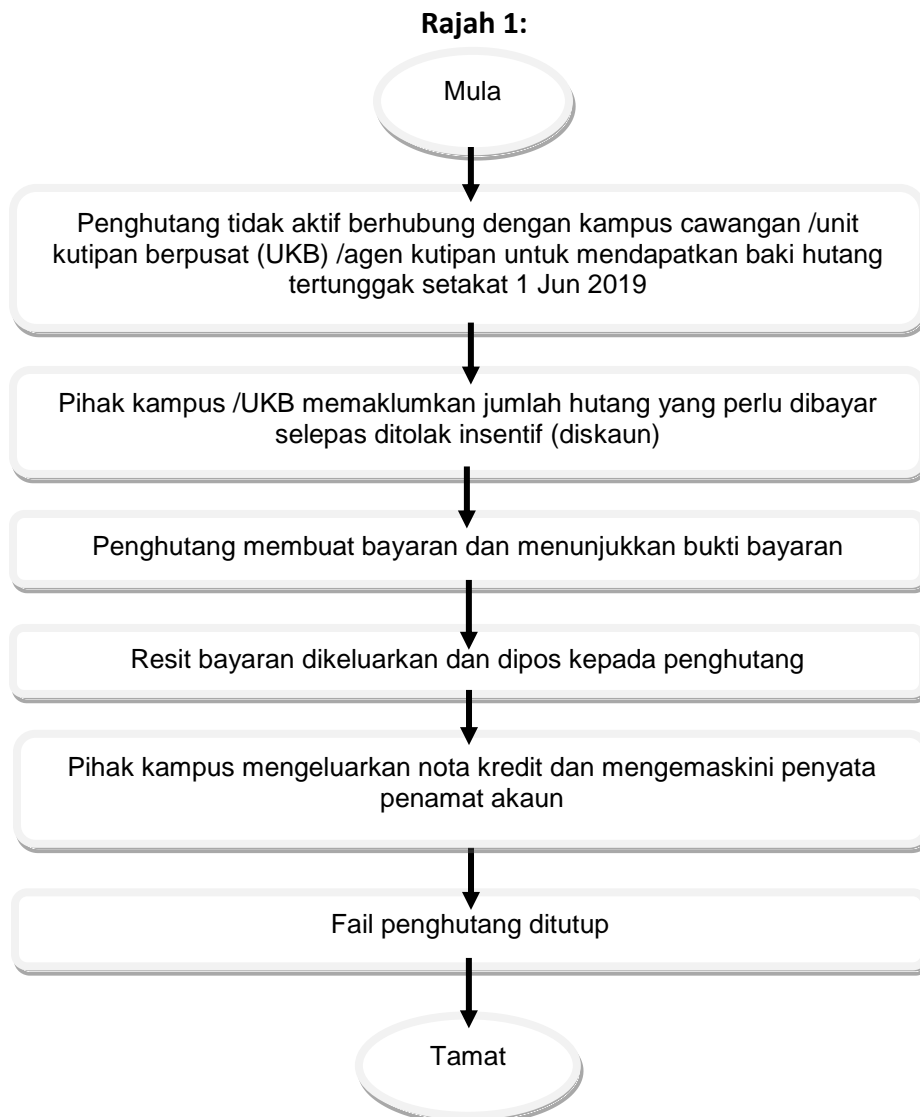 Rajah 1:
Mula
Penghutang tidak aktif berhubung dengan kampus cawangan /unit
kutipan berpusat (UKB) /agen kutipan untuk mendapatkan baki hutang
tertunggak setakat 1 Jun 2019
Pihak kampus /UKB memaklumkan jumlah hutang yang perlu dibayar
selepas ditolak insentif (diskaun)
Penghutang membuat bayaran dan menunjukkan bukti bayaran
Resit bayaran dikeluarkan dan dipos kepada penghutang
Pihak kampus mengeluarkan nota kredit dan mengemaskini penyata
penamat akaun
Fail penghutang ditutup
Tamat